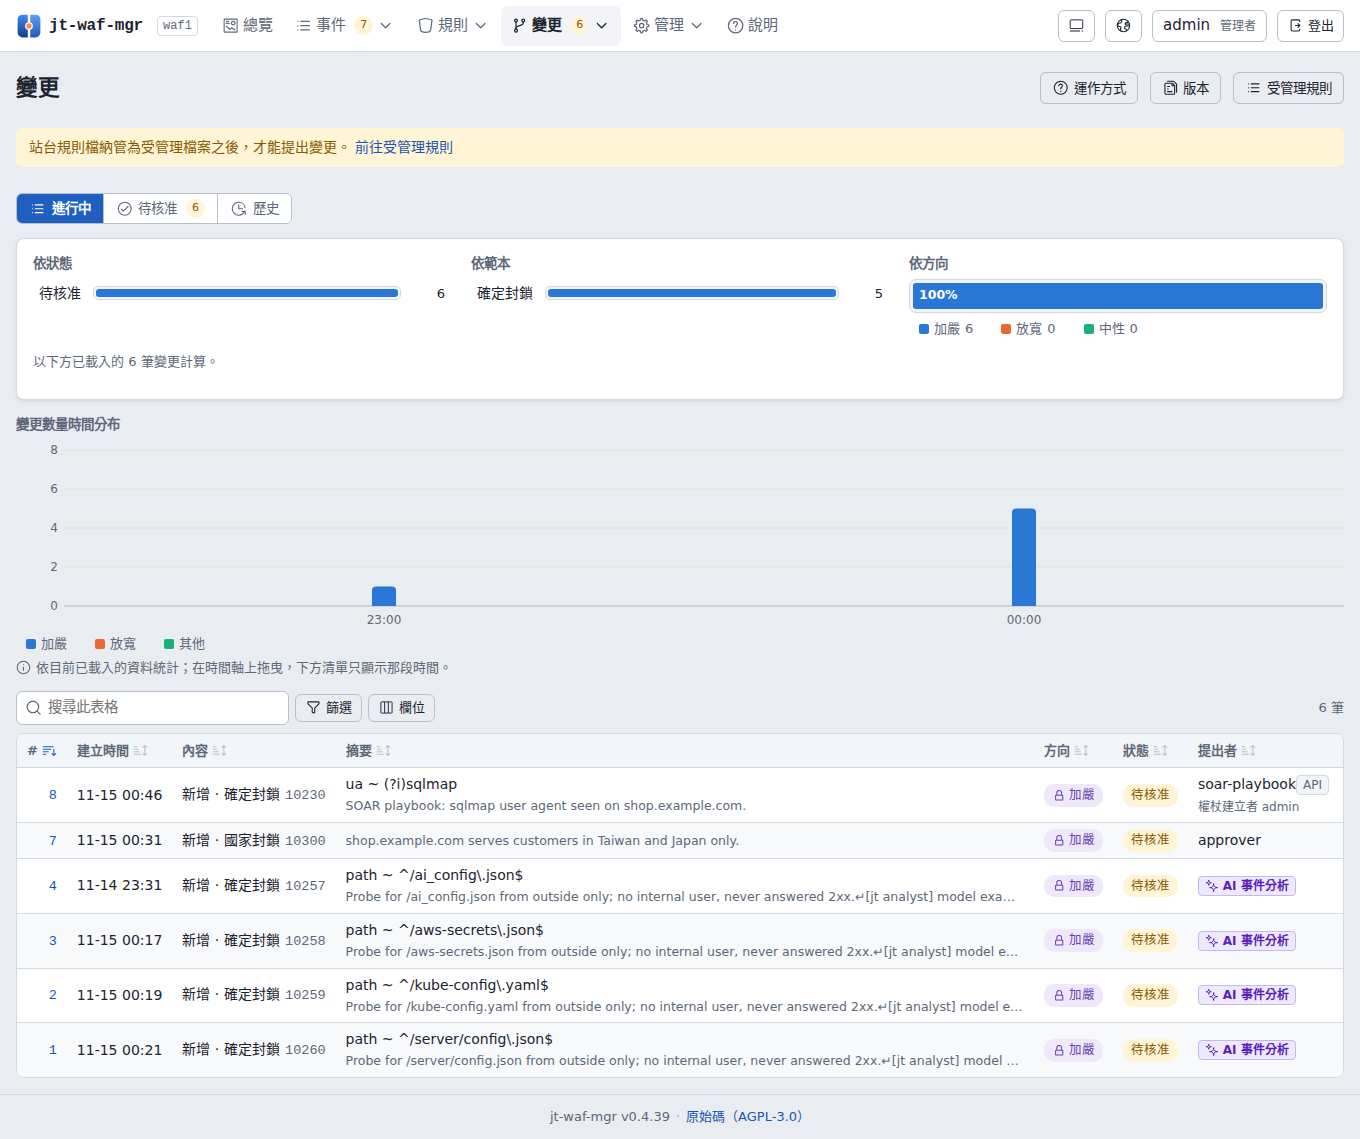 jt-waf-mgr waf1 總覽 事件 7 規則 變更 6 管理 說明 admin 管理者 登出
變更 運作方式 版本 受管理規則
站台規則檔納管為受管理檔案之後，才能提出變更。 前往受管理規則
進行中 待核准 6 歷史
依狀態 依範本 依方向
待核准 6 確定封鎖 5 100%
加嚴 6 放寬 0 中性 0
以下方已載入的 6 筆變更計算。
變更數量時間分布
8
6
4
2
0
23:00 00:00
加嚴 放寬 其他
依目前已載入的資料統計；在時間軸上拖曳，下方清單只顯示那段時間。
搜尋此表格 篩選 欄位 6 筆
# 建立時間 內容 摘要 方向 狀態 提出者
8 11-15 00:46 新增 · 確定封鎖 10230 ua ~ (?i)sqlmap 加嚴 待核准 soar-playbook API
SOAR playbook: sqlmap user agent seen on shop.example.com. 權杖建立者 admin
7 11-15 00:31 新增 · 國家封鎖 10300 shop.example.com serves customers in Taiwan and Japan only. 加嚴 待核准 approver
4 11-14 23:31 新增 · 確定封鎖 10257 path ~ ^/ai_config\.json$ 加嚴 待核准 AI 事件分析
Probe for /ai_config.json from outside only; no internal user, never answered 2xx.↵[jt analyst] model exa…
3 11-15 00:17 新增 · 確定封鎖 10258 path ~ ^/aws-secrets\.json$ 加嚴 待核准 AI 事件分析
Probe for /aws-secrets.json from outside only; no internal user, never answered 2xx.↵[jt analyst] model e…
2 11-15 00:19 新增 · 確定封鎖 10259 path ~ ^/kube-config\.yaml$ 加嚴 待核准 AI 事件分析
Probe for /kube-config.yaml from outside only; no internal user, never answered 2xx.↵[jt analyst] model e…
1 11-15 00:21 新增 · 確定封鎖 10260 path ~ ^/server/config\.json$ 加嚴 待核准 AI 事件分析
Probe for /server/config.json from outside only; no internal user, never answered 2xx.↵[jt analyst] model …
jt-waf-mgr v0.4.39 · 原始碼（AGPL-3.0）